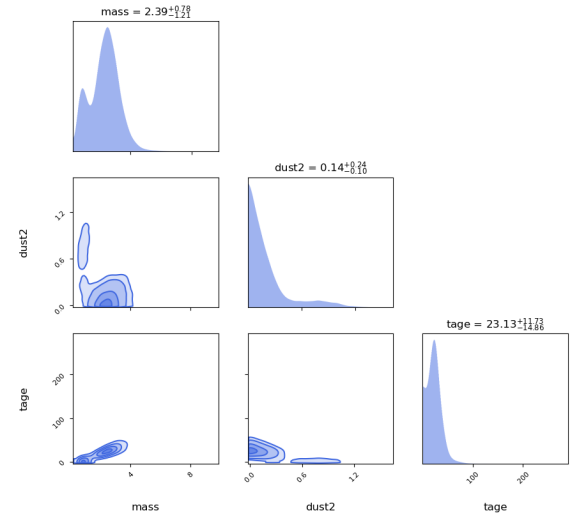 mass = 2.39+0.78−1.21
dust2 = 0.14+0.24−0.10
dust2
1.2
0.6
0.0
tage = 23.13+11.73−14.86
tage
200
100
0
4 8
0.0 0.6 1.2
100 200
mass dust2 tage